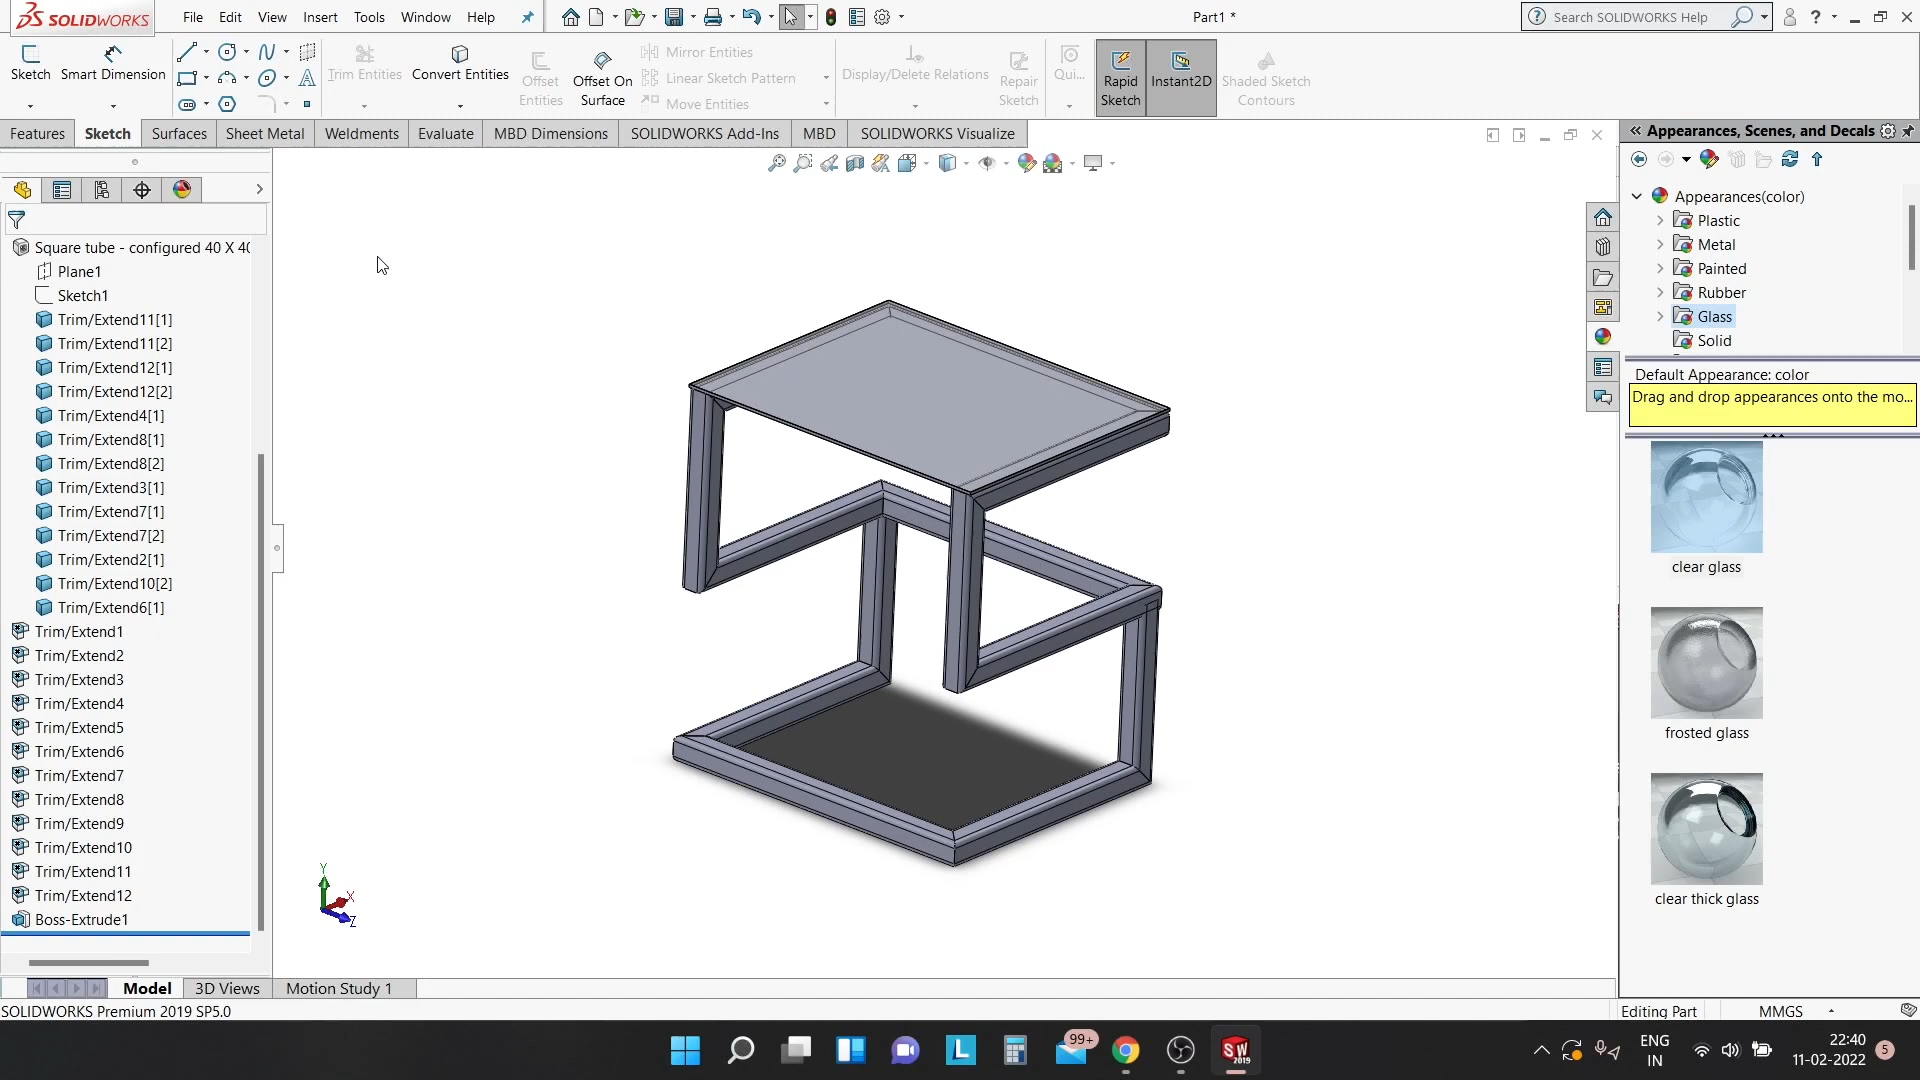 SOLIDWORKS
File Edit View Insert Tools Window Help
Part1 *
Search SOLIDWORKS Help
Sketch
Smart Dimension
Trim Entities
Convert Entities
Offset Entities
Offset On Surface
Mirror Entities
Linear Sketch Pattern
Move Entities
Display/Delete Relations
Repair Sketch
Qui...
Rapid Sketch
Instant2D
Shaded Sketch Contours
Features Sketch Surfaces Sheet Metal Weldments Evaluate MBD Dimensions SOLIDWORKS Add-Ins MBD SOLIDWORKS Visualize
Square tube - configured 40 X 40
Plane1
Sketch1
Trim/Extend11[1]
Trim/Extend11[2]
Trim/Extend12[1]
Trim/Extend12[2]
Trim/Extend4[1]
Trim/Extend8[1]
Trim/Extend8[2]
Trim/Extend3[1]
Trim/Extend7[1]
Trim/Extend7[2]
Trim/Extend2[1]
Trim/Extend10[2]
Trim/Extend6[1]
Trim/Extend1
Trim/Extend2
Trim/Extend3
Trim/Extend4
Trim/Extend5
Trim/Extend6
Trim/Extend7
Trim/Extend8
Trim/Extend9
Trim/Extend10
Trim/Extend11
Trim/Extend12
Boss-Extrude1
Y
X
Z
Appearances, Scenes, and Decals
Appearances(color)
Plastic
Metal
Painted
Rubber
Glass
Solid
Default Appearance: color
Drag and drop appearances onto the mo...
clear glass
frosted glass
clear thick glass
Model 3D Views Motion Study 1
SOLIDWORKS Premium 2019 SP5.0
Editing Part
MMGS
99+
L
SW
2019
ENG
IN
22:40
11-02-2022
5